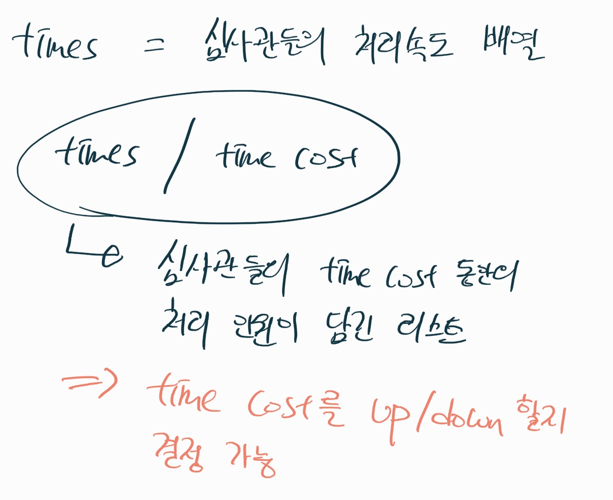 times = 심사관들의 처리속도 배열
times / time cost
심사관들의 time cost 동안의
처리 인원이 담긴 리스트
=> time cost를 up/down 할지
결정 가능